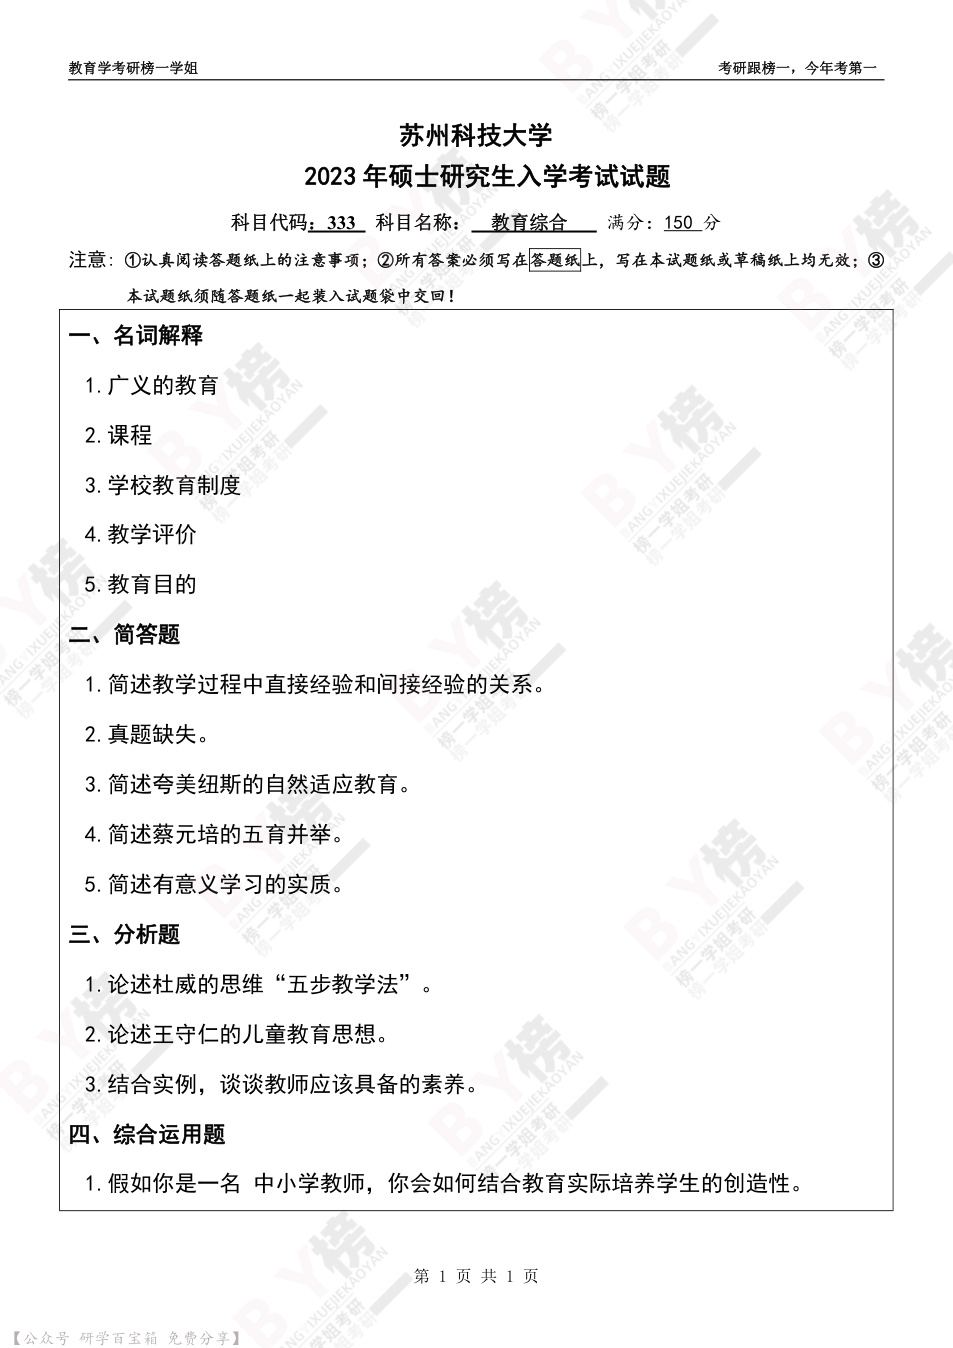 教育学考研榜一学姐 考研跟榜一，今年考第一
苏州科技大学
2023 年硕士研究生入学考试试题
科目代码：333 科目名称： 教育综合 满分：150 分
注意：①认真阅读答题纸上的注意事项；②所有答案必须写在答题纸上，写在本试题纸或草稿纸上均无效；③
本试题纸须随答题纸一起装入试题袋中交回！
一、名词解释
1.广义的教育
2.课程
3.学校教育制度
4.教学评价
5.教育目的
二、简答题
1.简述教学过程中直接经验和间接经验的关系。
2.真题缺失。
3.简述夸美纽斯的自然适应教育。
4.简述蔡元培的五育并举。
5.简述有意义学习的实质。
三、分析题
1.论述杜威的思维“五步教学法”。
2.论述王守仁的儿童教育思想。
3.结合实例，谈谈教师应该具备的素养。
四、综合运用题
1.假如你是一名 中小学教师，你会如何结合教育实际培养学生的创造性。
第 1 页 共 1 页
【公众号 研学百宝箱 免费分享】
BY榜
BANGYIXUEJIEKAOYAN
榜一学姐考研